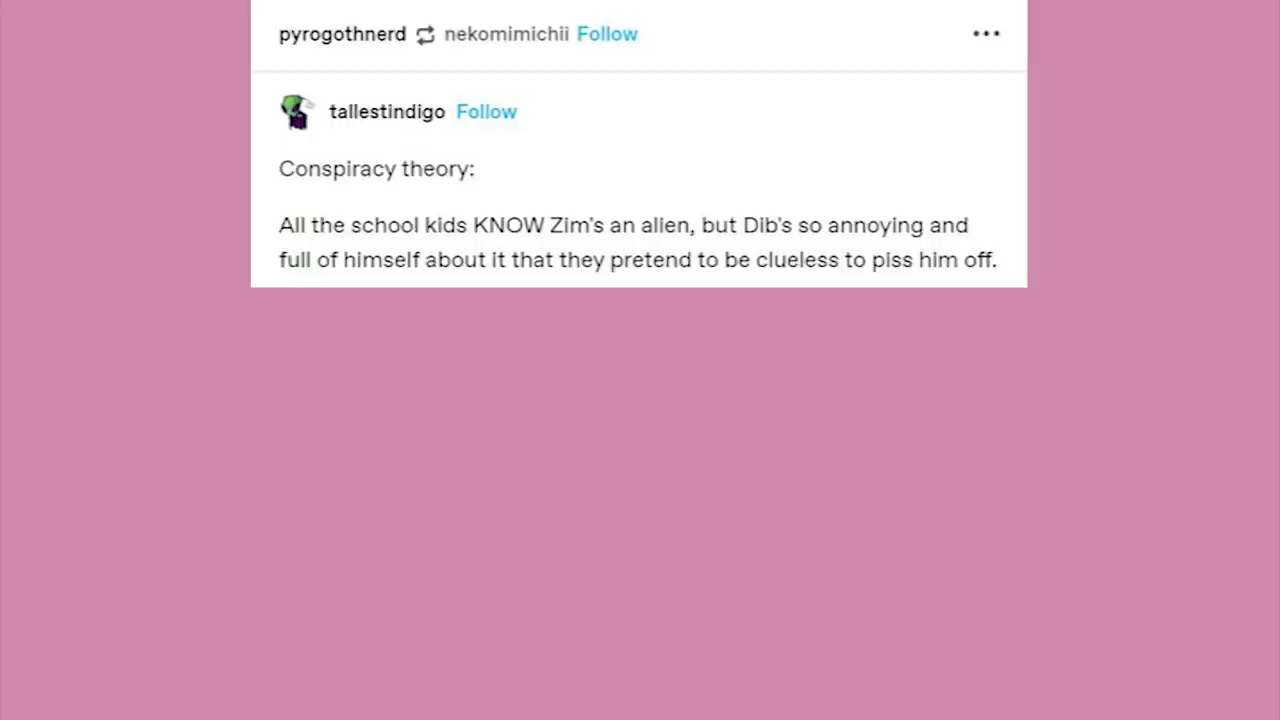 pyrogothnerd nekomimichii Follow
tallestindigo Follow
Conspiracy theory:
All the school kids KNOW Zim's an alien, but Dib's so annoying and
full of himself about it that they pretend to be clueless to piss him off.